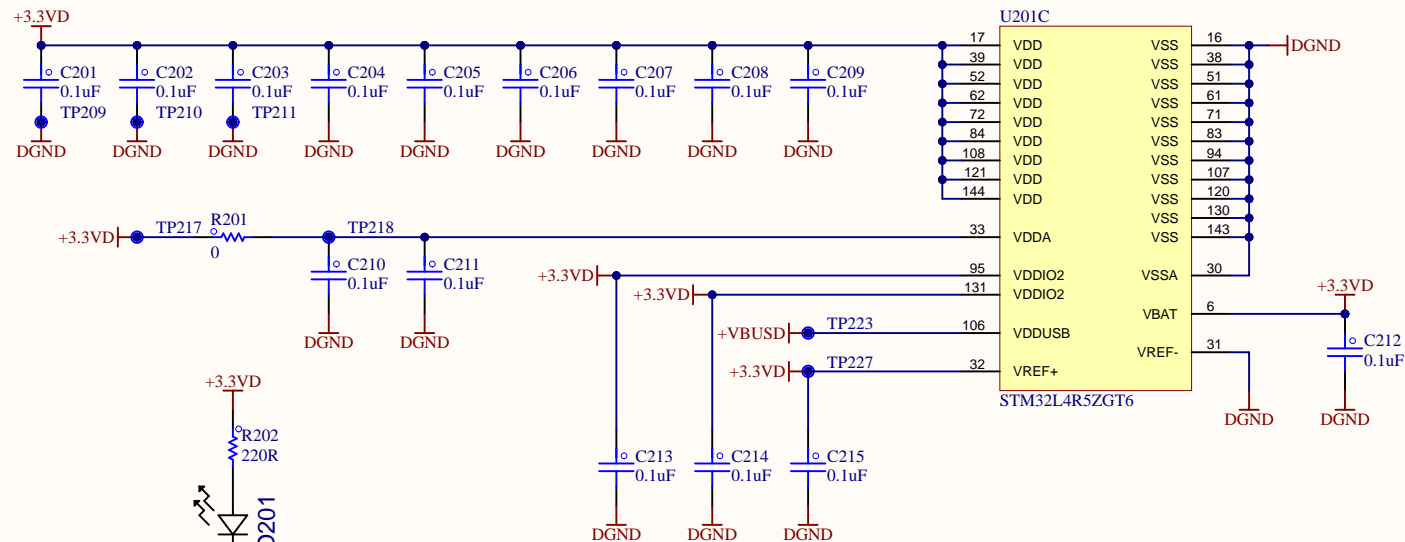 +3.3VD
U201C
C201
0.1uF
TP209
DGND
C202
0.1uF
TP210
DGND
C203
0.1uF
TP211
DGND
C204
0.1uF
DGND
C205
0.1uF
DGND
C206
0.1uF
DGND
C207
0.1uF
DGND
C208
0.1uF
DGND
C209
0.1uF
DGND
17 VDD VSS 16 DGND
39 VDD VSS 38
52 VDD VSS 51
62 VDD VSS 61
72 VDD VSS 71
84 VDD VSS 83
108 VDD VSS 94
121 VDD VSS 107
144 VDD VSS 120
VSS 130
33 VDDA VSS 143
95 VDDIO2 VSSA 30
131 VDDIO2
VBAT 6
106 VDDUSB
VREF- 31
32 VREF+
STM32L4R5ZGT6
+3.3VD TP217 R201
0
TP218
C210
0.1uF
DGND
C211
0.1uF
DGND
+3.3VD
+3.3VD
+VBUSD TP223
+3.3VD TP227
+3.3VD
C212
0.1uF
DGND
DGND
C213
0.1uF
DGND
C214
0.1uF
DGND
C215
0.1uF
DGND
+3.3VD
R202
220R
D201